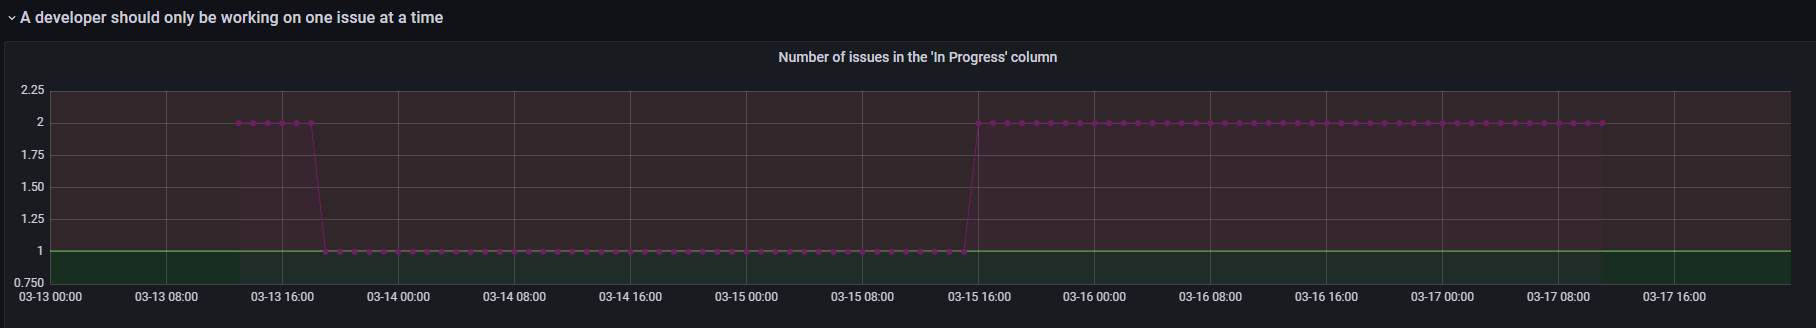 A developer should only be working on one issue at a time
Number of issues in the 'In Progress' column
2.25
2
1.75
1.50
1.25
1
0.750
03-13 00:00 03-13 08:00 03-13 16:00 03-14 00:00 03-14 08:00 03-14 16:00 03-15 00:00 03-15 08:00 03-15 16:00 03-16 00:00 03-16 08:00 03-16 16:00 03-17 00:00 03-17 08:00 03-17 16:00